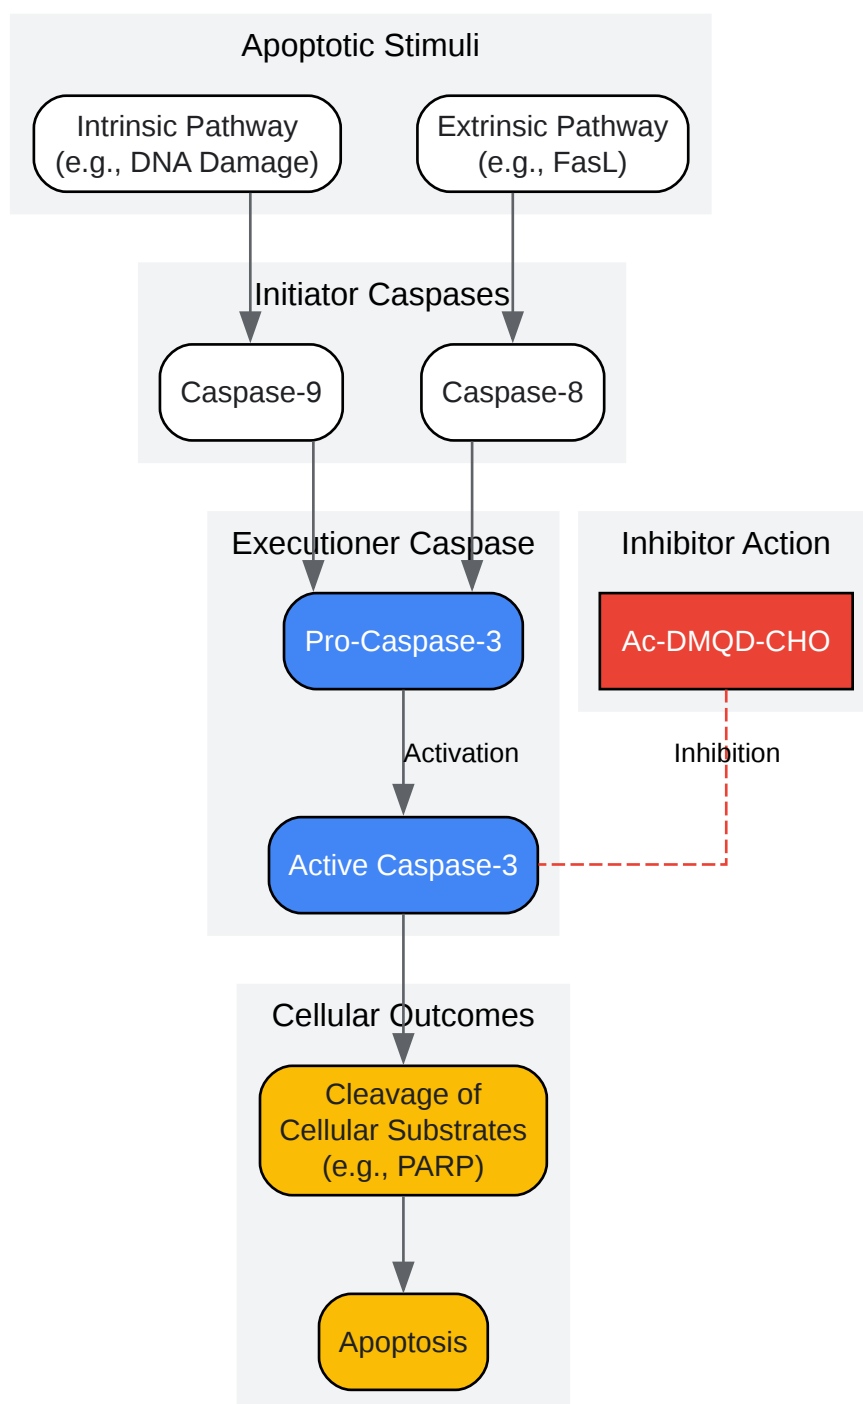 Apoptotic Stimuli
Intrinsic Pathway
(e.g., DNA Damage)
Extrinsic Pathway
(e.g., FasL)
Initiator Caspases
Caspase-9
Caspase-8
Executioner Caspase
Inhibitor Action
Pro-Caspase-3
Ac-DMQD-CHO
Activation
Inhibition
Active Caspase-3
Cellular Outcomes
Cleavage of
Cellular Substrates
(e.g., PARP)
Apoptosis